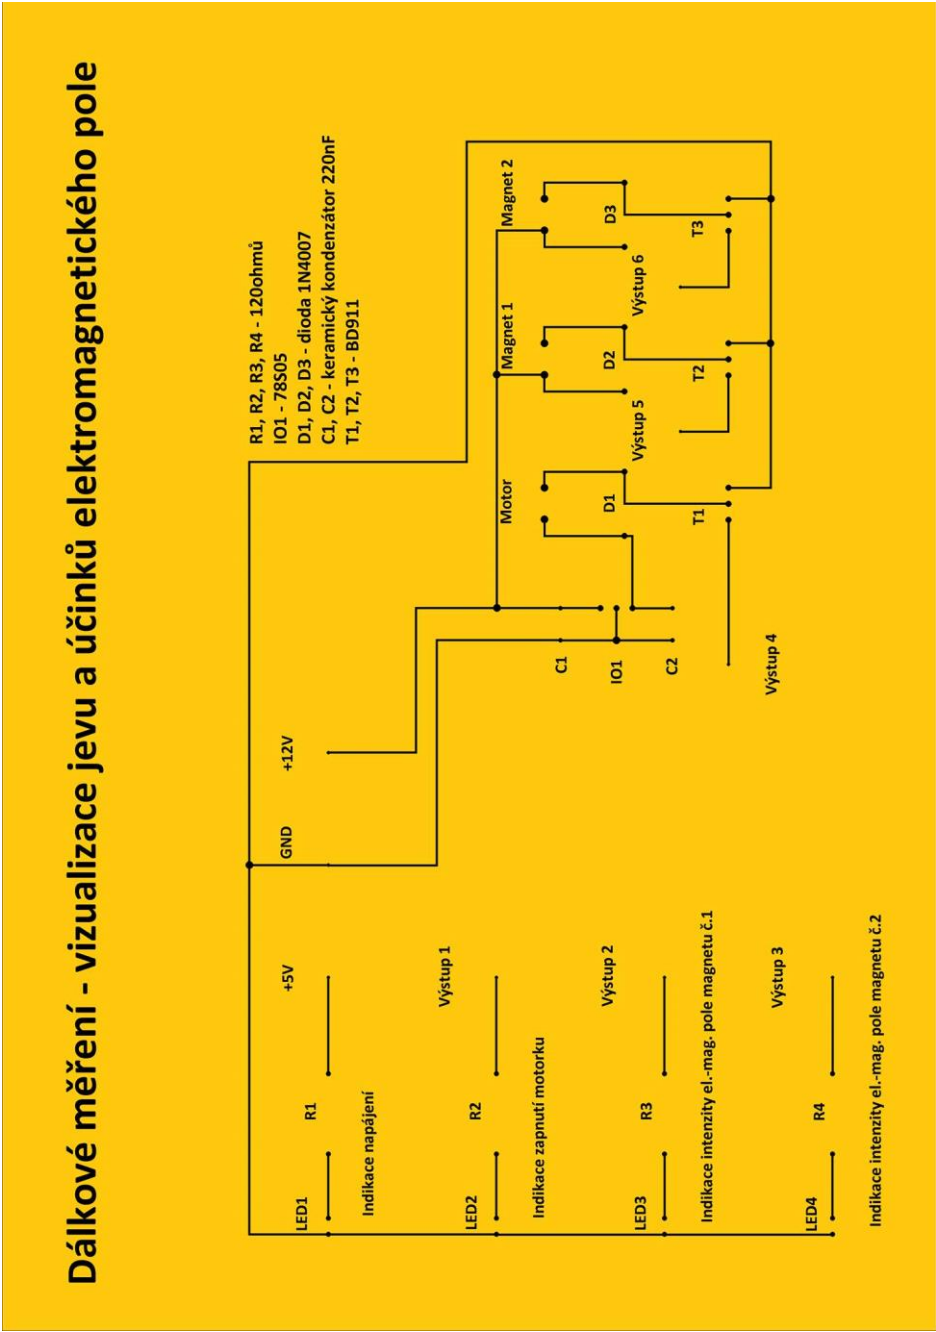 Dálkové měření - vizualizace jevu a účinků elektromagnetického pole
R1, R2, R3, R4 - 120ohmů
IO1 - 78S05
D1, D2, D3 - dioda 1N4007
C1, C2 - keramický kondenzátor 220nF
T1, T2, T3 - BD911
+5V
GND
+12V
LED1
R1
Indikace napájení
Výstup 1
LED2
R2
Indikace zapnutí motorku
Výstup 2
LED3
R3
Indikace intenzity el.-mag. pole magnetu č.1
Výstup 3
LED4
R4
Indikace intenzity el.-mag. pole magnetu č.2
Motor
Magnet 1
Magnet 2
C1
IO1
C2
D1
D2
D3
Výstup 5
Výstup 6
T1
T2
T3
Výstup 4